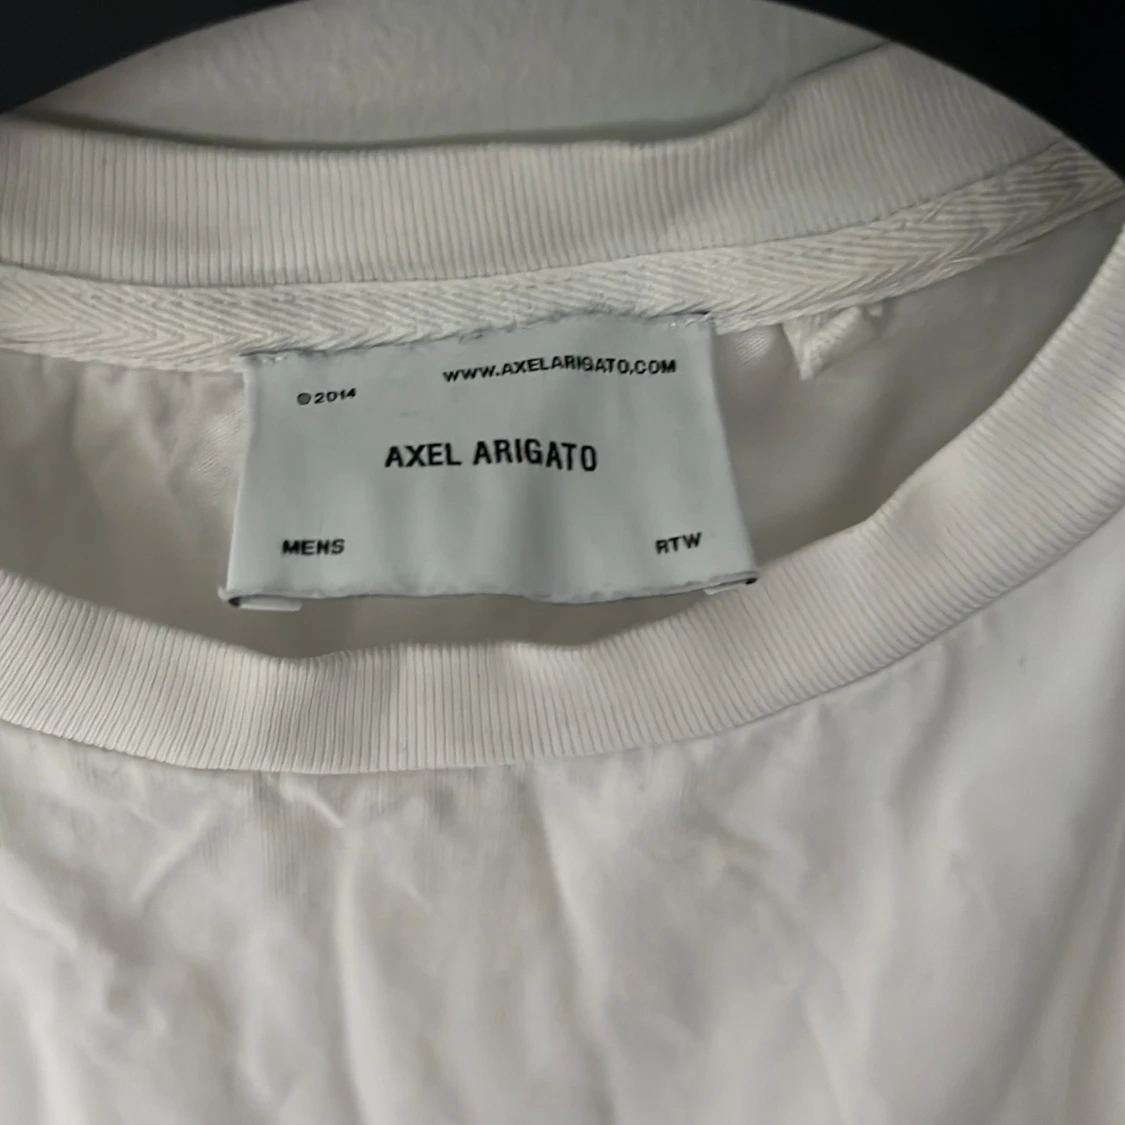 WWW.AXELARIGATO.COM
©2014
AXEL ARIGATO
MENS RTW